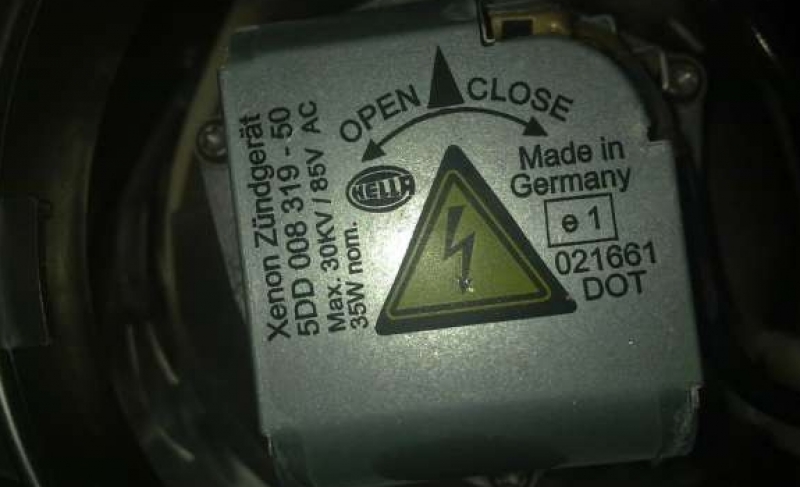 OPEN CLOSE
Xenon Zündgerät
5DD 008 319 - 50
Max. 30KV / 85V AC
35W nom.
HELLA
Made in
Germany
e 1
021661
DOT